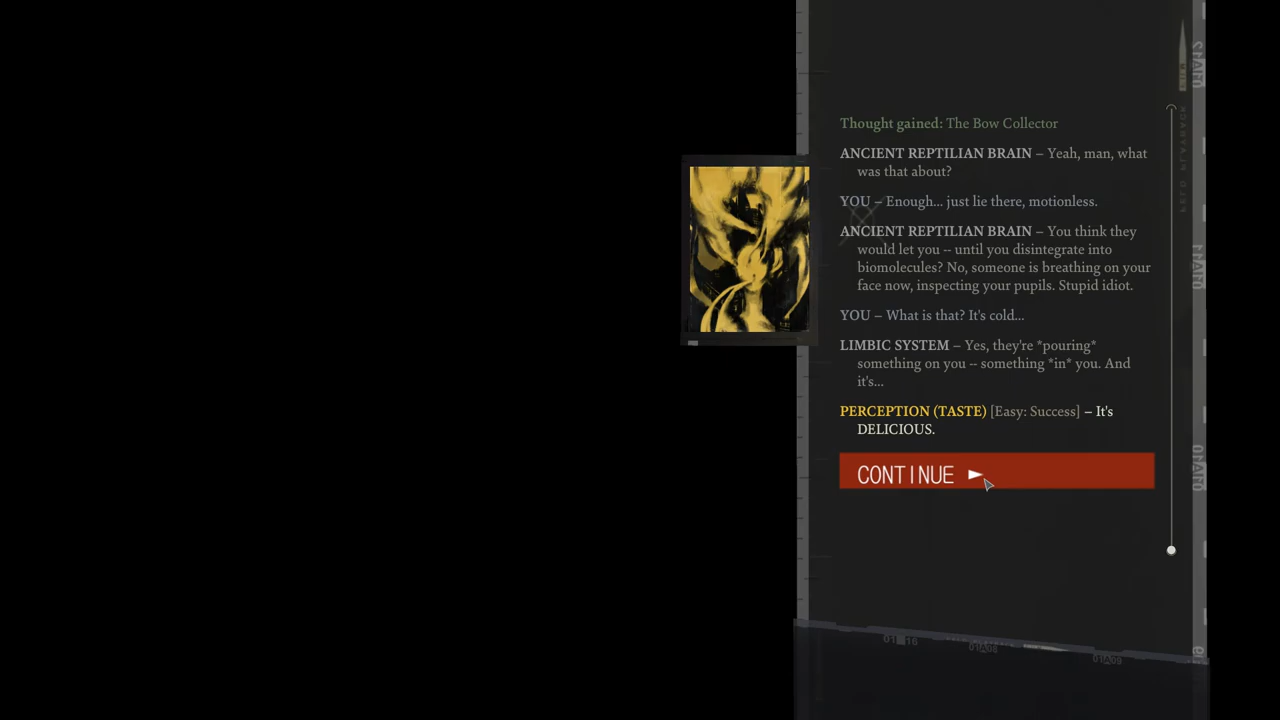 Thought gained: The Bow Collector
ANCIENT REPTILIAN BRAIN – Yeah, man, what
was that about?
YOU – Enough... just lie there, motionless.
ANCIENT REPTILIAN BRAIN – You think they
would let you -- until you disintegrate into
biomolecules? No, someone is breathing on your
face now, inspecting your pupils. Stupid idiot.
YOU – What is that? It's cold...
LIMBIC SYSTEM – Yes, they're *pouring*
something on you -- something *in* you. And
it's...
PERCEPTION (TASTE) [Easy: Success] – It's
DELICIOUS.
CONTINUE